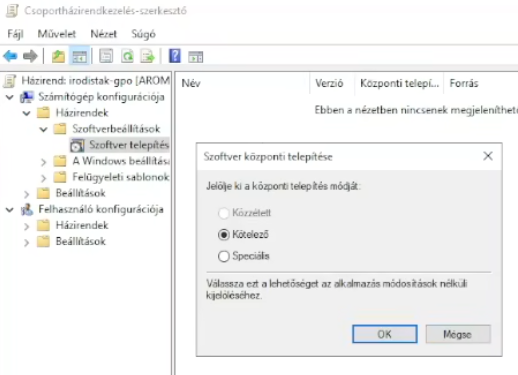 Csoportházirendkezelés-szerkesztő
Fájl Művelet Nézet Súgó
Házirend: irodistak-gpo [AROM
Számítógép konfigurációja
Házirendek
Szoftverbeállítások
Szoftver telepítés
A Windows beállítása
Felügyeleti sablonok
Beállítások
Felhasználó konfigurációja
Házirendek
Beállítások
Név Verzió Központi telepí... Forrás
Ebben a nézetben nincsenek megjeleníthető
Szoftver központi telepítése
Jelölje ki a központi telepítés módját:
Közzétett
Kötelező
Speciális
Válassza ezt a lehetőséget az alkalmazás módosítások nélküli
kijelöléséhez.
OK Mégse